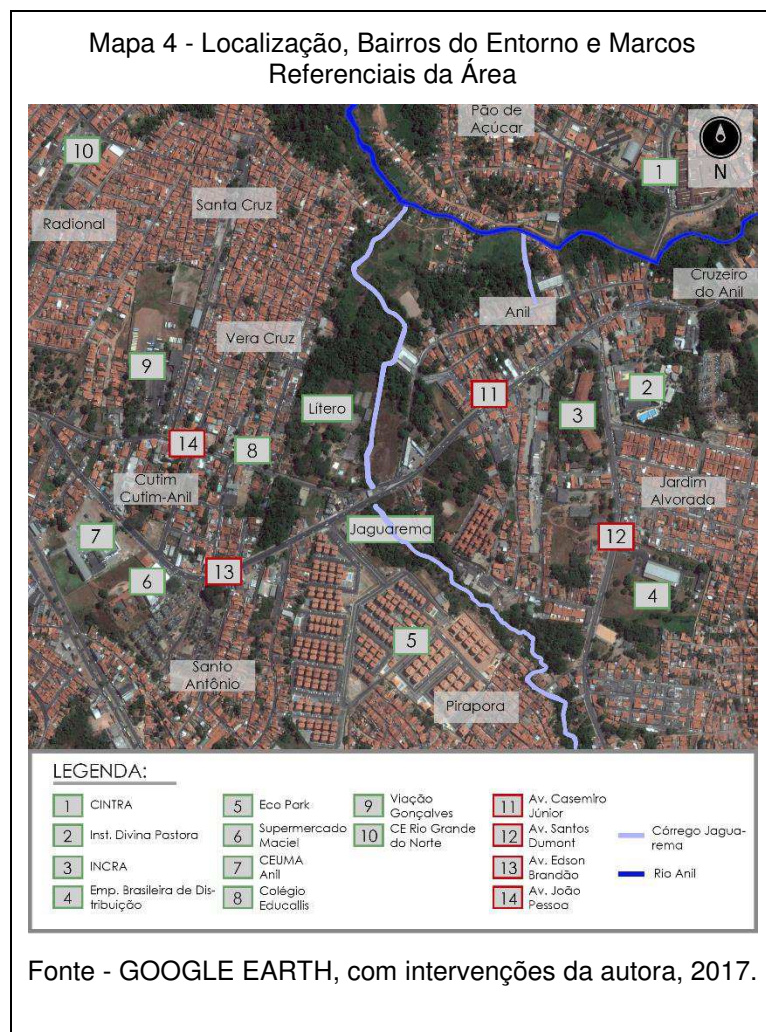 Mapa 4 - Localização, Bairros do Entorno e Marcos
Referenciais da Área
Pão de
Açúcar
10
1
N
Santa Cruz
Radional
Cruzeiro
do Anil
Anil
Vera Cruz
9
2
11
Lítero
3
14
8
Cutim
Cutim-Anil
Jardim
Alvorada
7
Jaguarema
12
13
6
4
5
Santo
Antônio
Pirapora
LEGENDA:
1 CINTRA
2 Inst. Divina Pastora
3 INCRA
4 Emp. Brasileira de Dis-
tribuição
5 Eco Park
6 Supermercado
Maciel
7 CEUMA
Anil
8 Colégio
Educallis
9 Viação
Gonçalves
10 CE Rio Grande
do Norte
11 Av. Casemiro
Júnior
12 Av. Santos
Dumont
13 Av. Edson
Brandão
14 Av. João
Pessoa
Córrego Jagua-
rema
Rio Anil
Fonte - GOOGLE EARTH, com intervenções da autora, 2017.